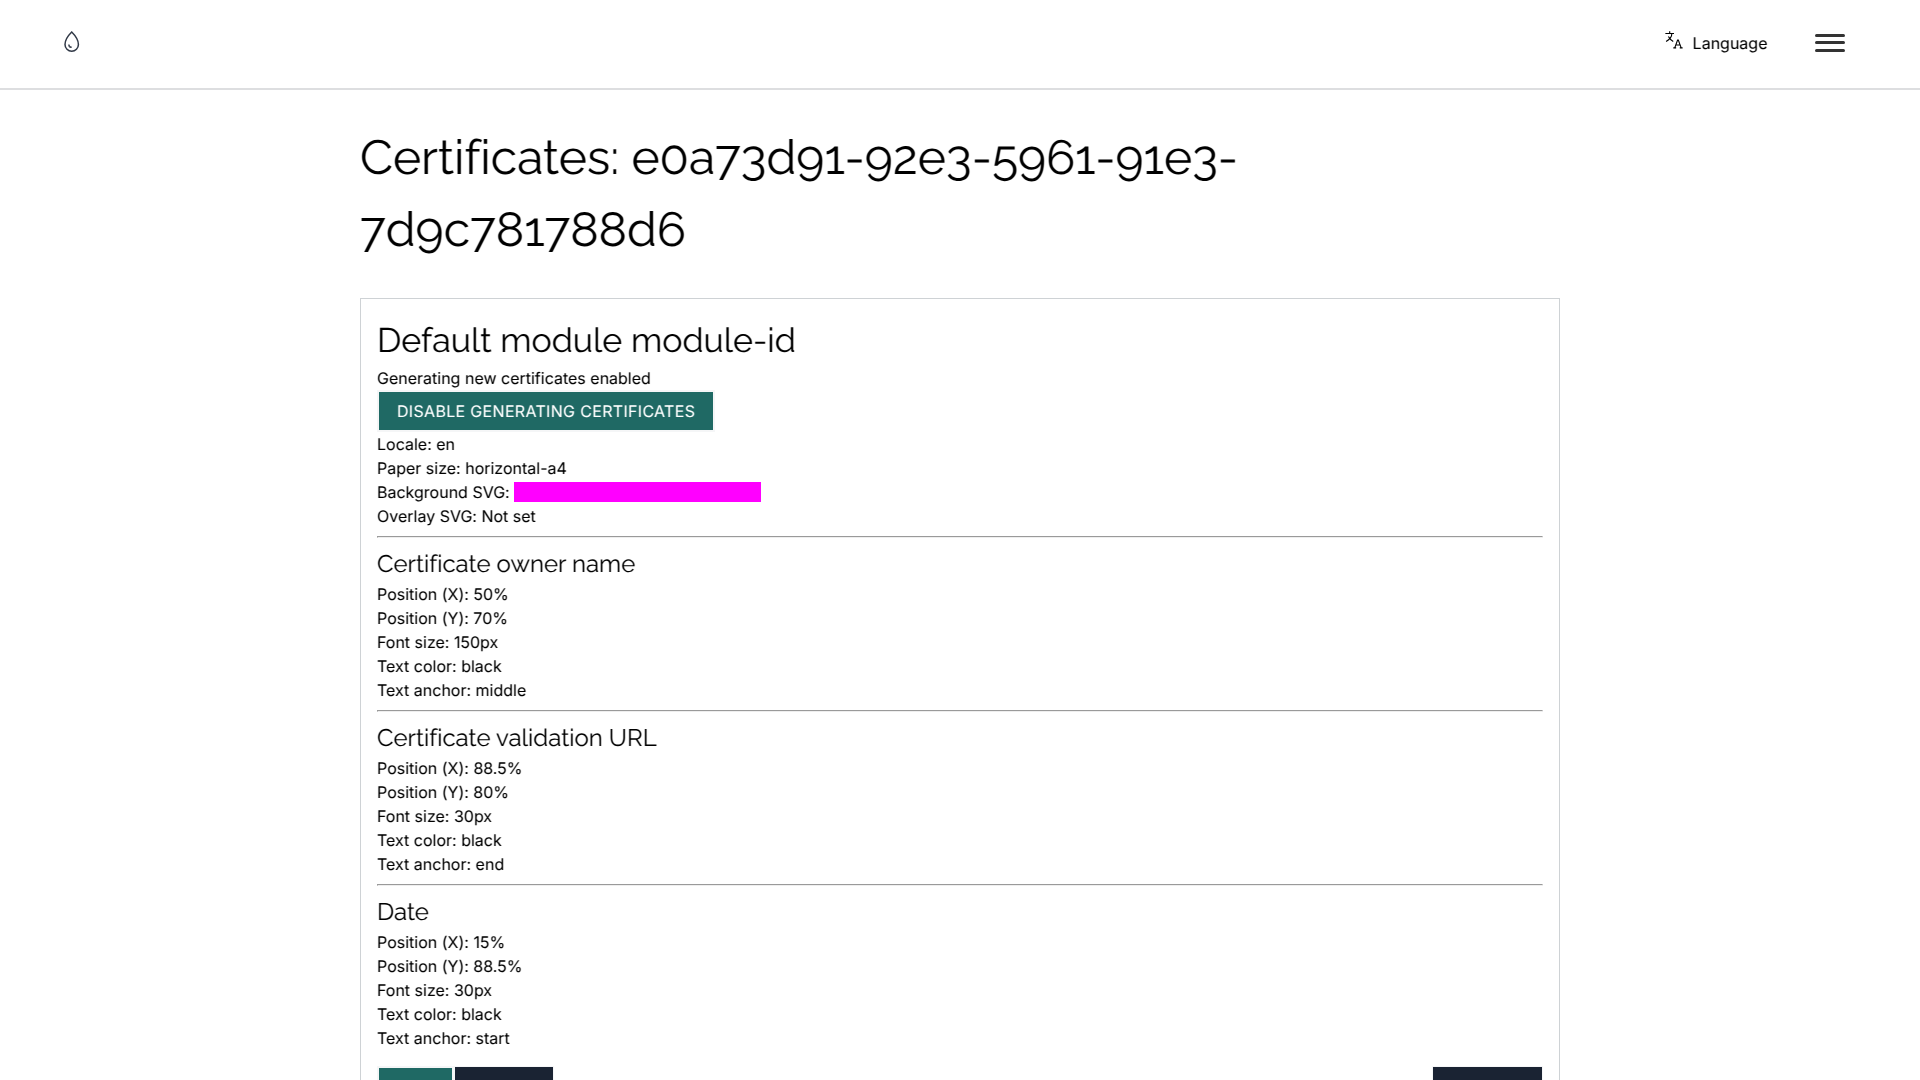 Language
Certificates: e0a73d91-92e3-5961-91e3-
7d9c781788d6
Default module module-id
Generating new certificates enabled
DISABLE GENERATING CERTIFICATES
Locale: en
Paper size: horizontal-a4
Background SVG:
Overlay SVG: Not set
Certificate owner name
Position (X): 50%
Position (Y): 70%
Font size: 150px
Text color: black
Text anchor: middle
Certificate validation URL
Position (X): 88.5%
Position (Y): 80%
Font size: 30px
Text color: black
Text anchor: end
Date
Position (X): 15%
Position (Y): 88.5%
Font size: 30px
Text color: black
Text anchor: start